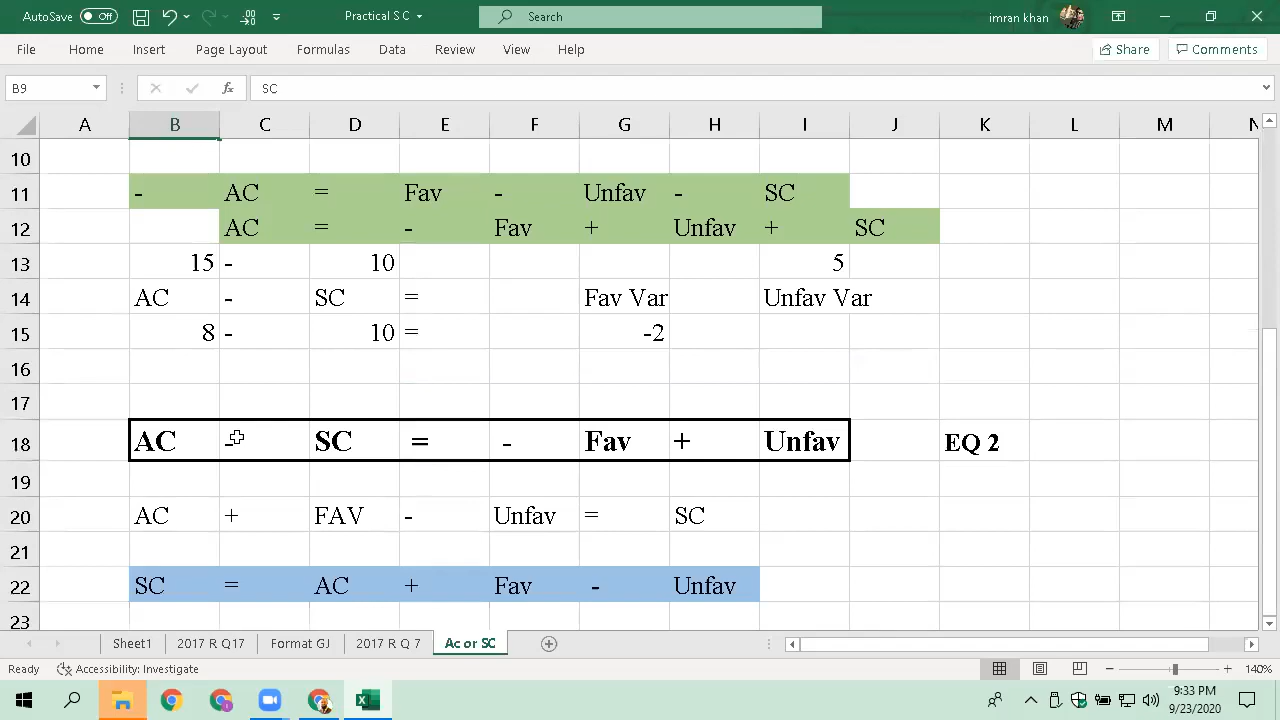 AutoSave Off Practical S C Search imran khan
File Home Insert Page Layout Formulas Data Review View Help Share Comments
B9 fx SC
A B C D E F G H I J K L M N
10
11 - AC = Fav - Unfav - SC
12 AC = - Fav + Unfav + SC
13 15 - 10 5
14 AC - SC = Fav Var Unfav Var
15 8 - 10 = -2
16
17
18 AC - SC = - Fav + Unfav EQ 2
19
20 AC + FAV - Unfav = SC
21
22 SC = AC + Fav - Unfav
23
Sheet1 2017 R Q17 Format GJ 2017 R Q 7 Ac or SC
Ready Accessibility: Investigate 140%
9:33 PM
9/23/2020